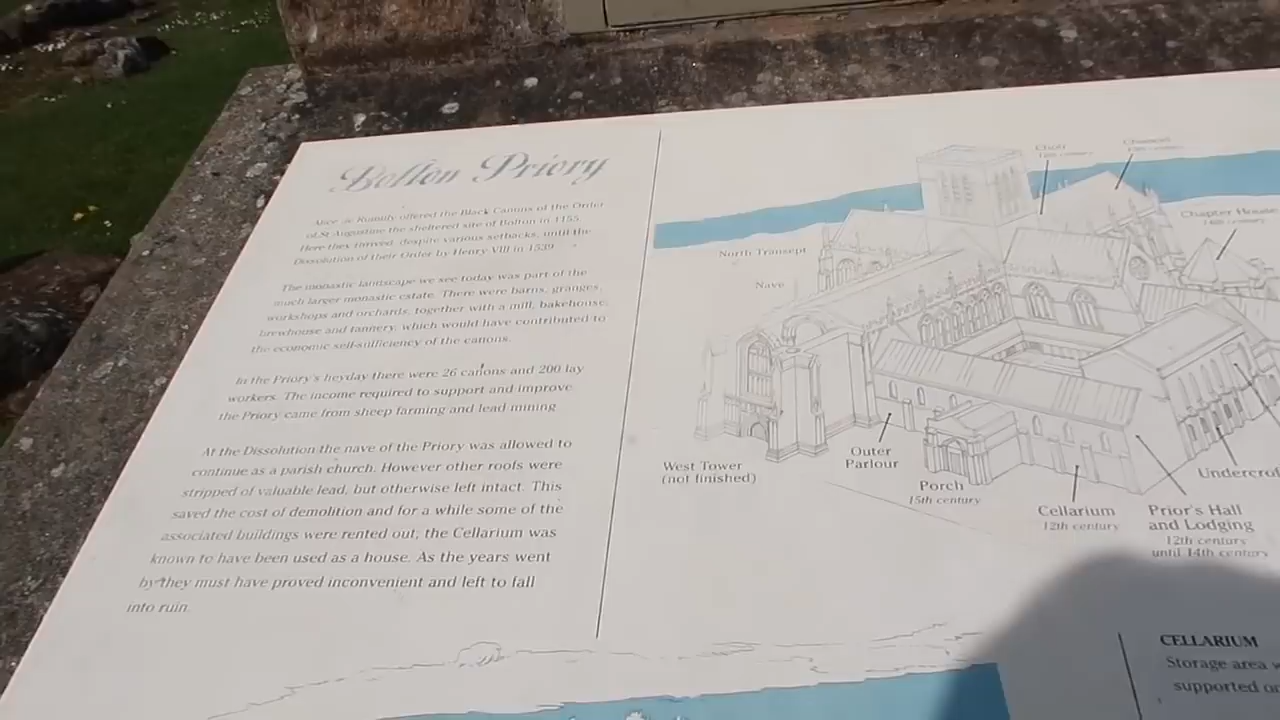 Bolton Priory
Alice de Rumilly offered the Black Canons of the Order
of St Augustine the sheltered site of Bolton in 1155.
Here they thrived, despite various setbacks, until the
Dissolution of their Order by Henry VIII in 1539.
The monastic lantscape we see today was part of the
much larger monastic estate. There were barns, granges,
workshops and orchards, together with a mill, bakehouse,
brewhouse and tannery, which would have contributed to
the economic self-sufficiency of the canons.
In the Priory's heyday there were 26 canons and 200 lay
workers. The income required to support and improve
the Priory came from sheep farming and lead mining
At the Dissolution the nave of the Priory was allowed to
continue as a parish church. However other roofs were
stripped of valuable lead, but otherwise left intact. This
saved the cost of demolition and for a while some of the
associated buildings were rented out; the Cellarium was
known to have been used as a house. As the years went
by they must have proved inconvenient and left to fall
into ruin.
Choir
Chancel
Chapter House
14th century
North Transept
Nave
West Tower
(not finished)
Outer
Parlour
Porch
15th century
Cellarium
12th century
Prior's Hall
and Lodging
12th century
until 14th century
Undercrof
CELLARIUM
Storage area w
supported on